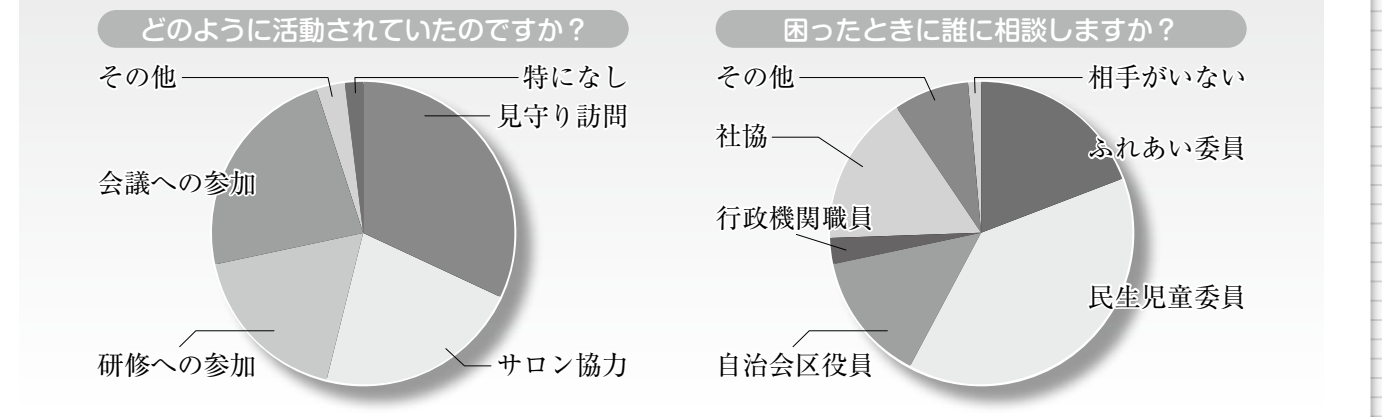 どのように活動されていたのですか？
その他
特になし
見守り訪問
会議への参加
研修への参加
サロン協力
困ったときに誰に相談しますか？
その他
相手がいない
社協
ふれあい委員
行政機関職員
民生児童委員
自治会区役員